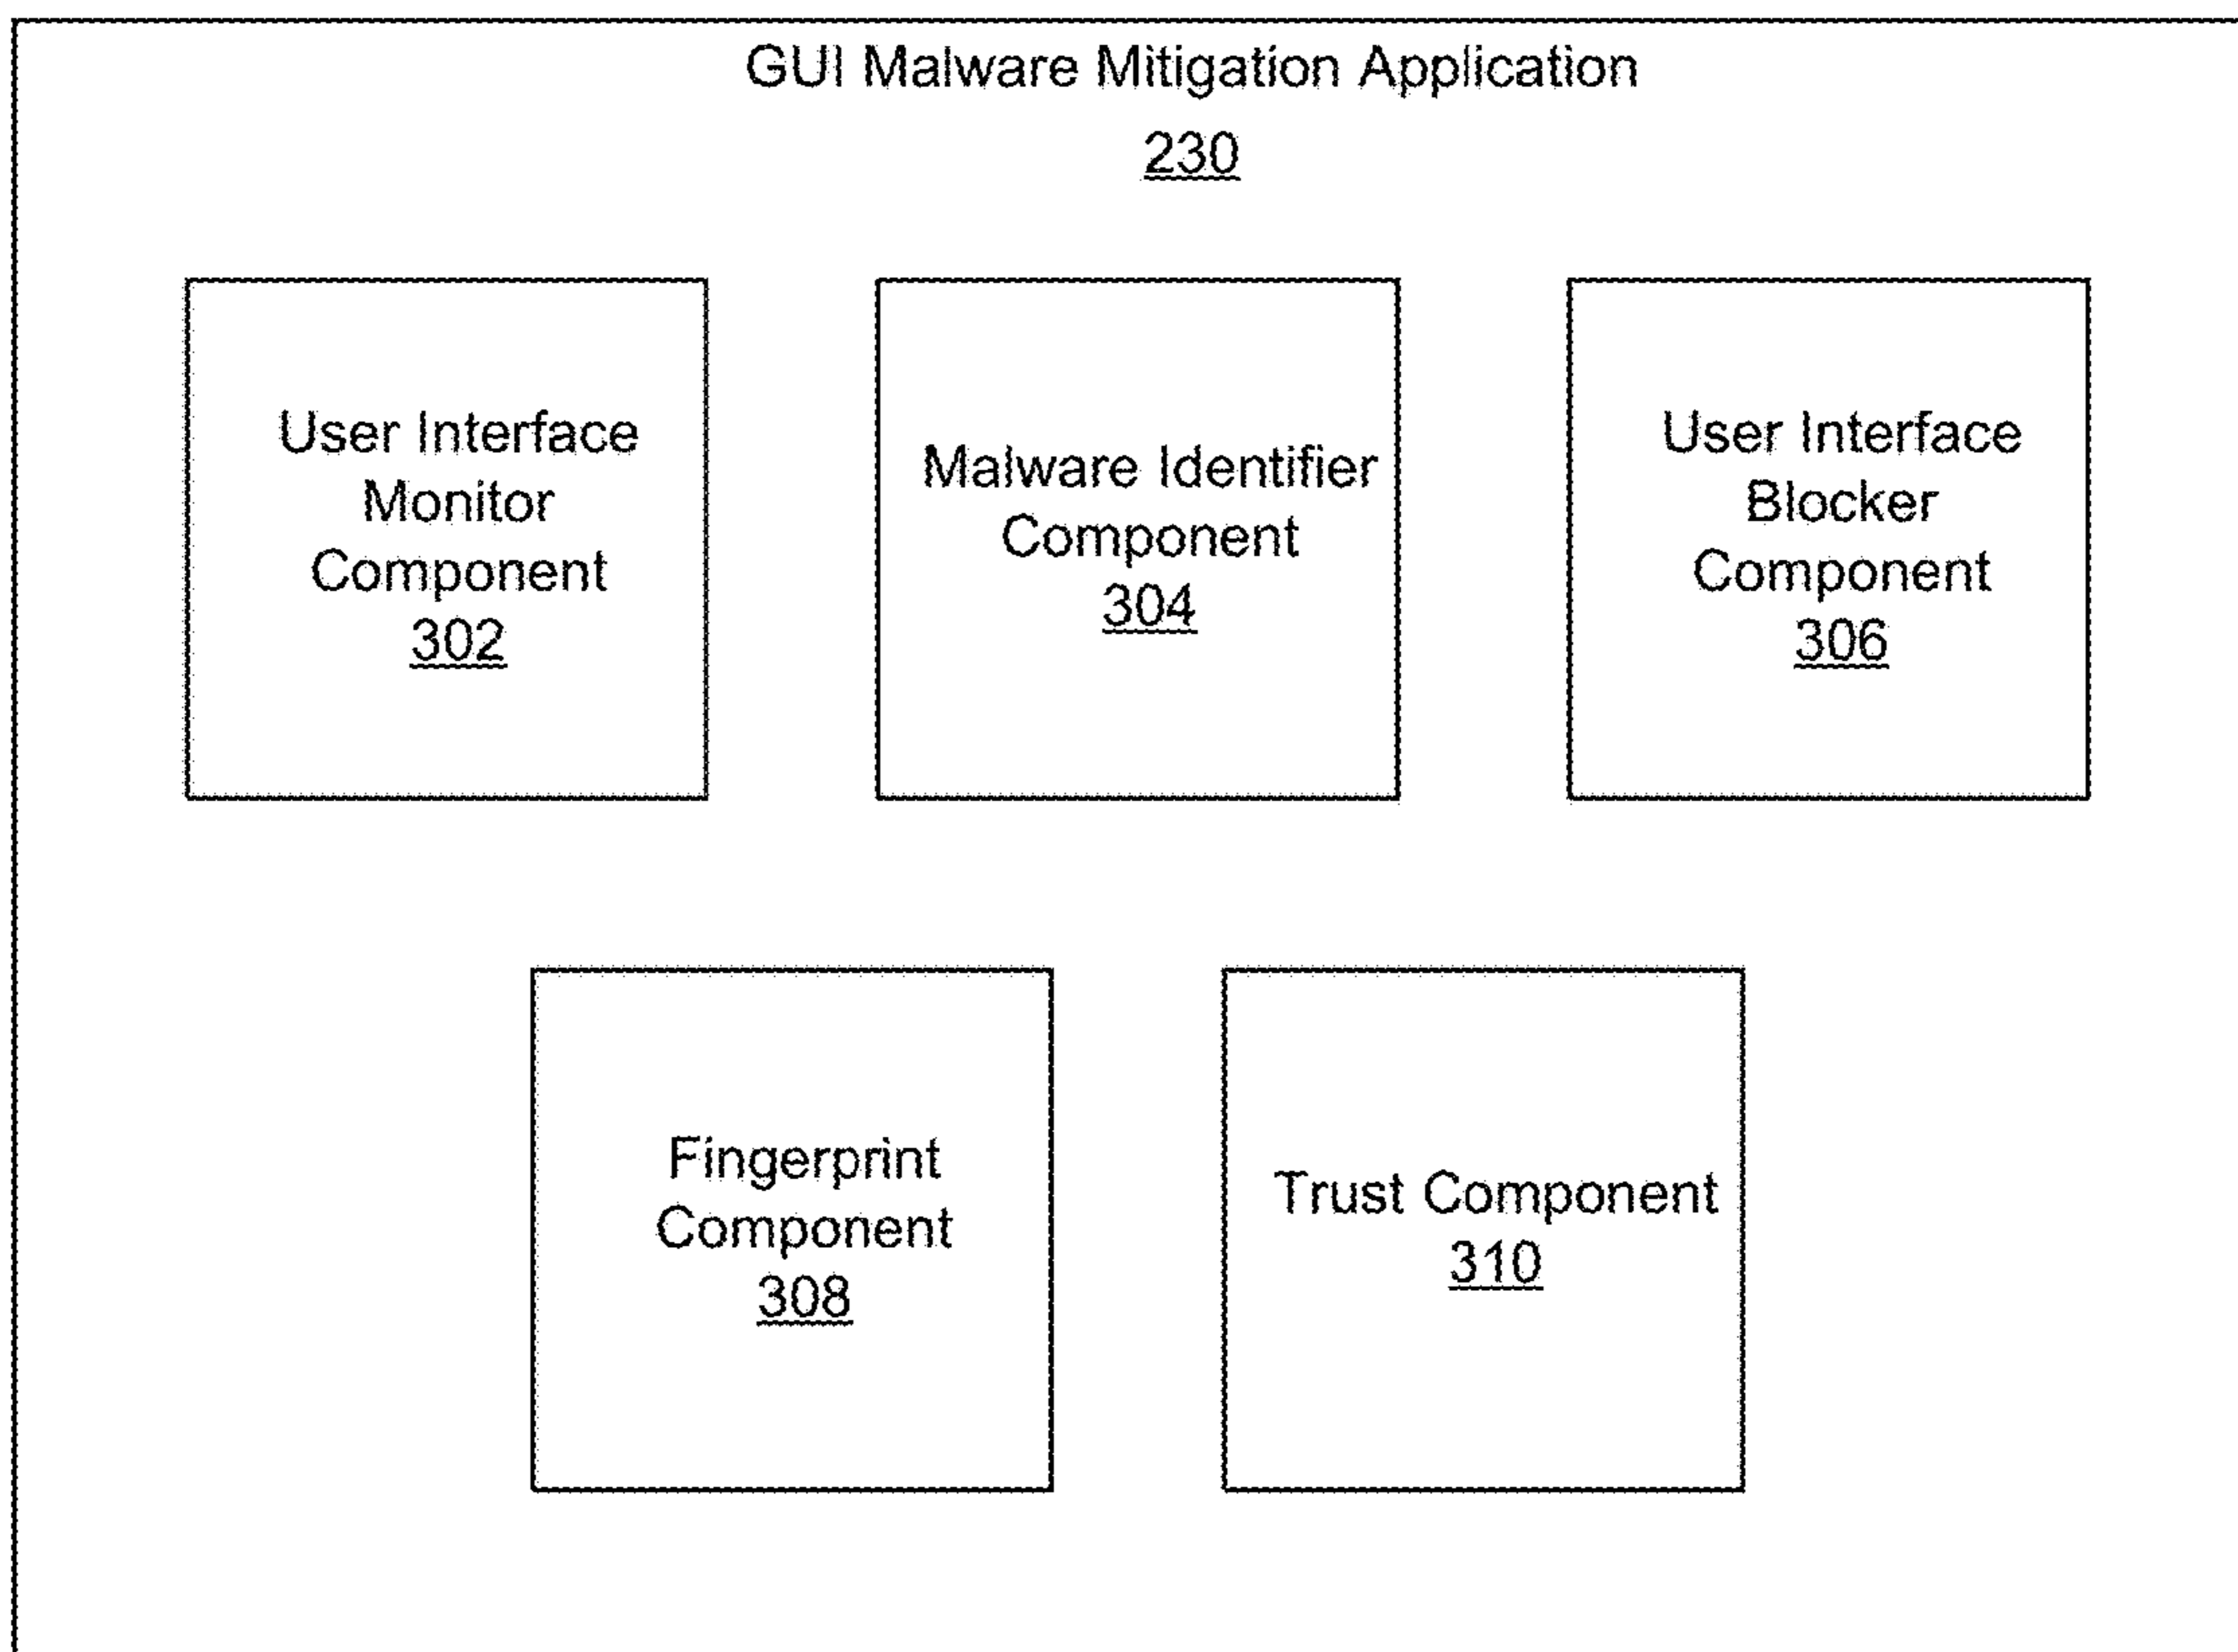 GUI Malware Mitigation Application
230
User Interface
Monitor
Component
302
Malware Identifier
Component
304
User Interface
Blocker
Component
306
Fingerprint
Component
308
Trust Component
310